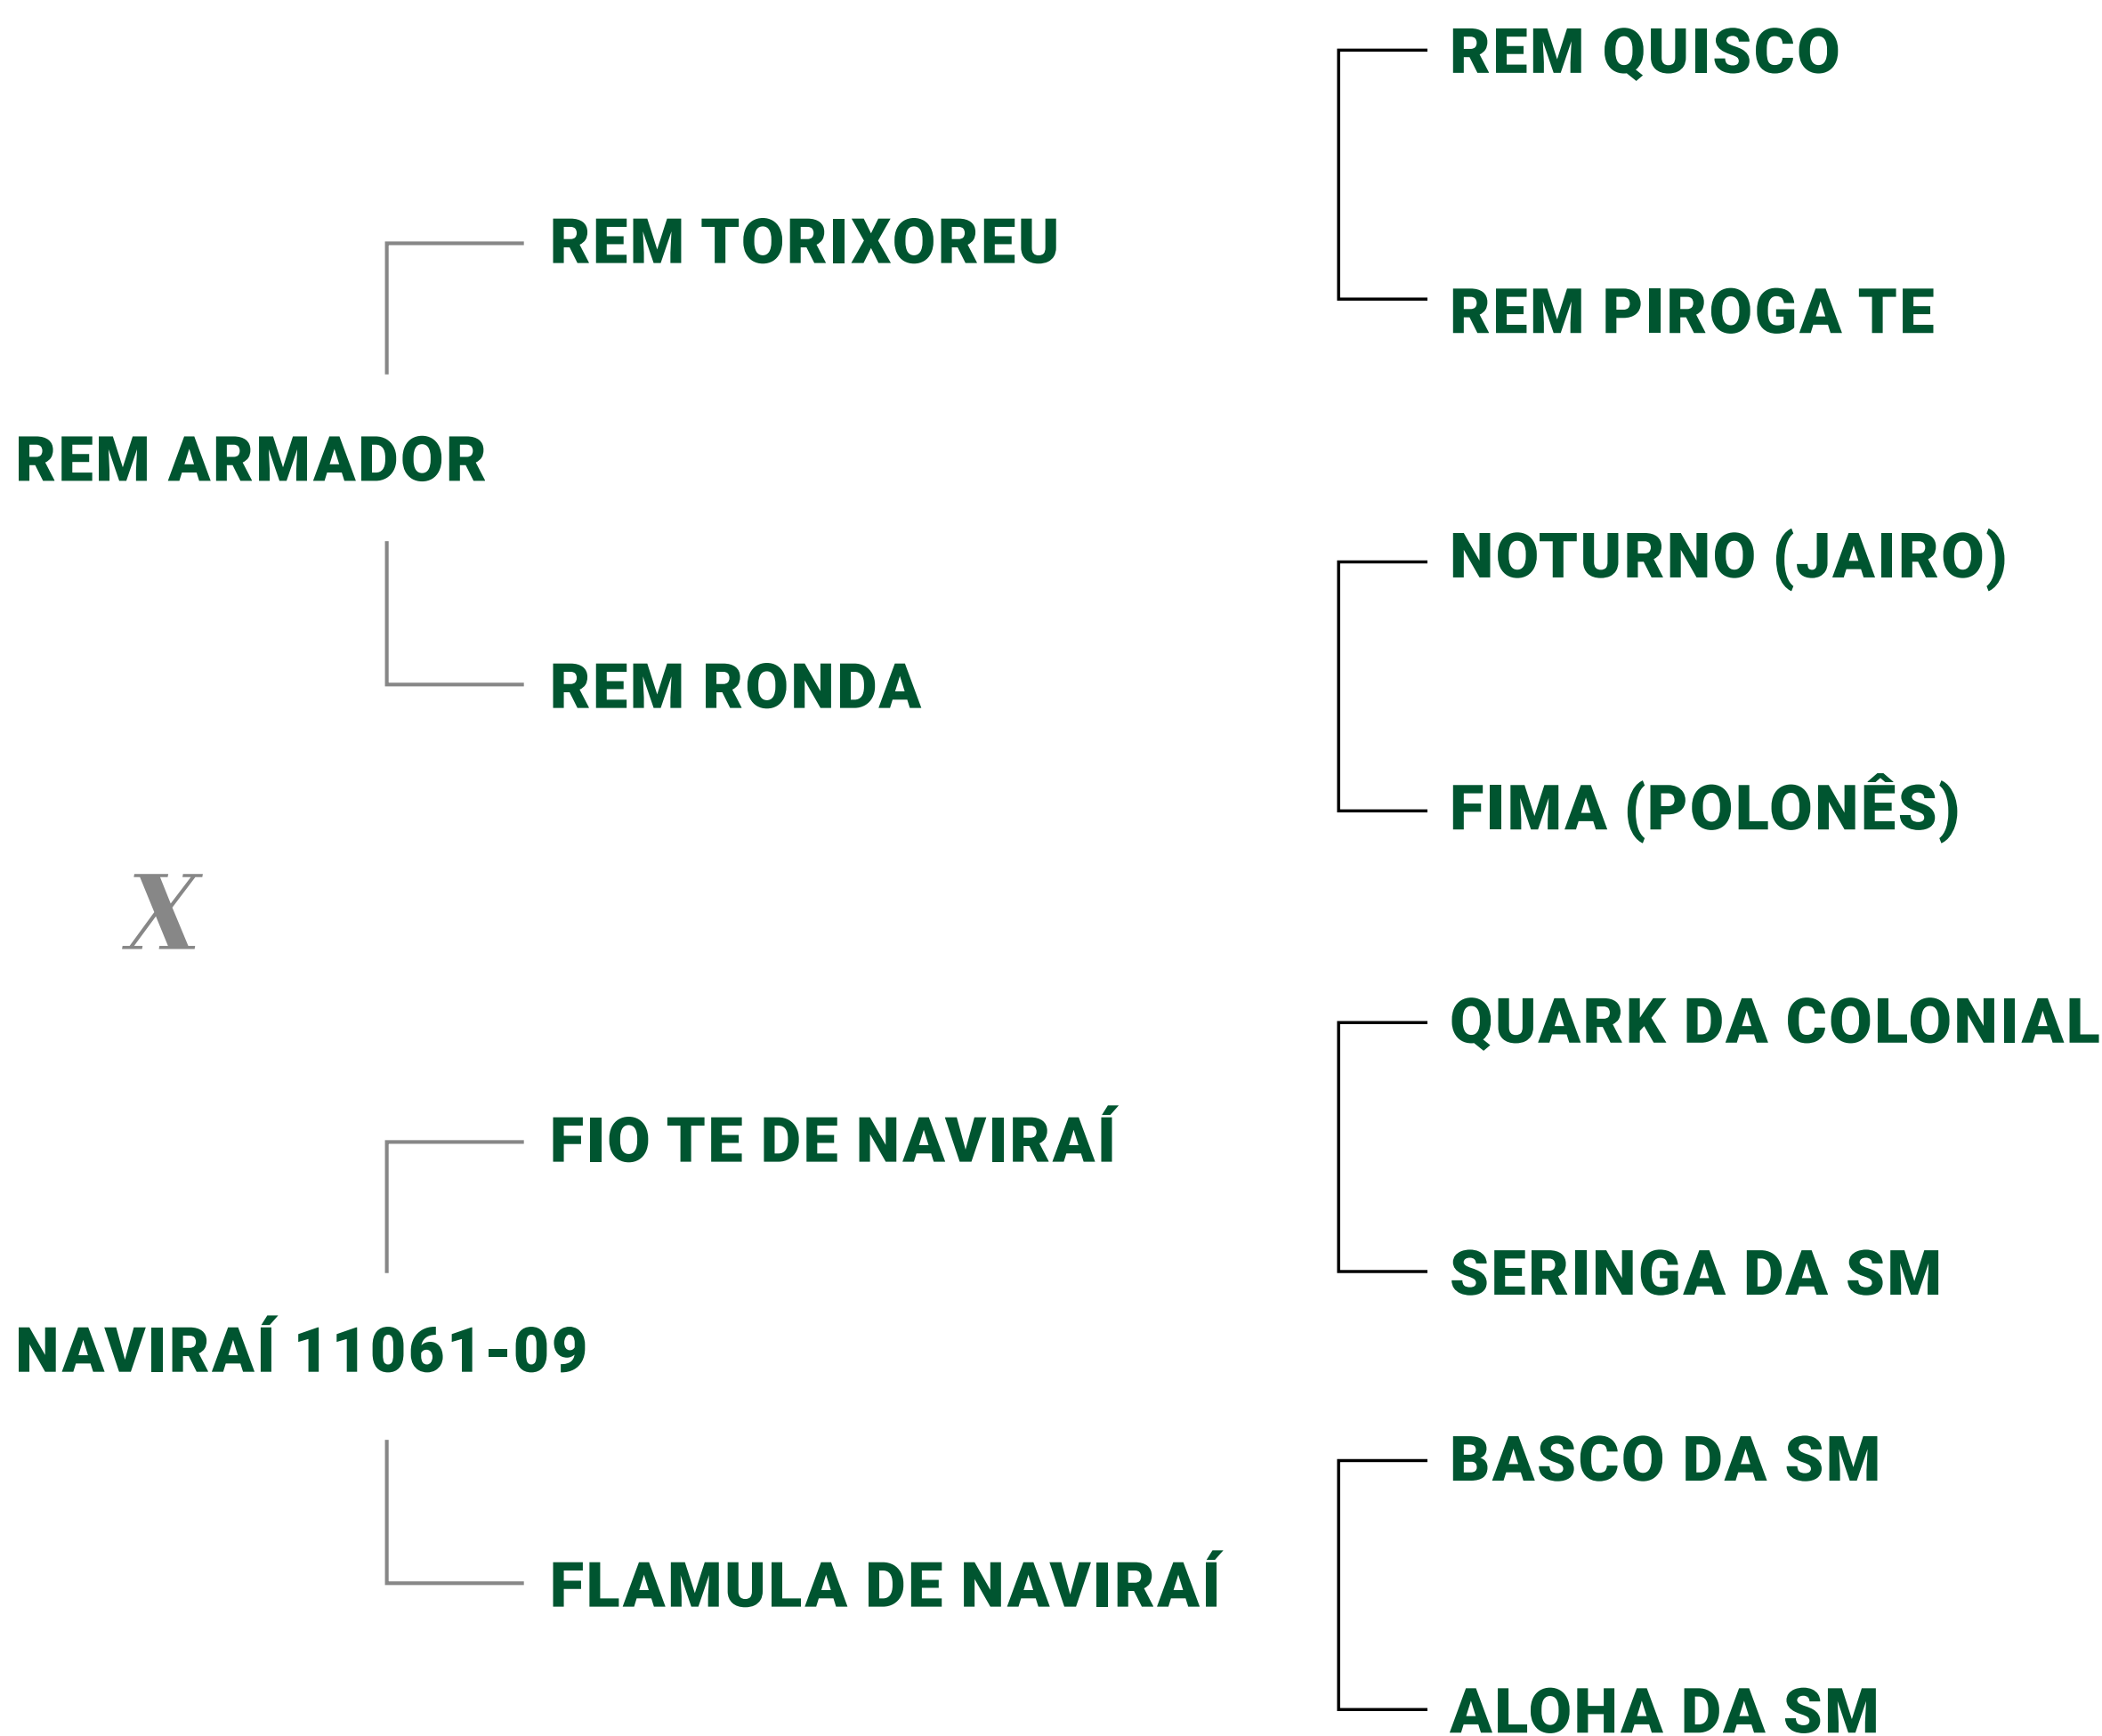 REM QUISCO
REM TORIXOREU
REM PIROGA TE
REM ARMADOR
NOTURNO (JAIRO)
REM RONDA
FIMA (POLONÊS)
X
QUARK DA COLONIAL
FIO TE DE NAVIRAÍ
SERINGA DA SM
NAVIRAÍ 11061-09
BASCO DA SM
FLAMULA DE NAVIRAÍ
ALOHA DA SM